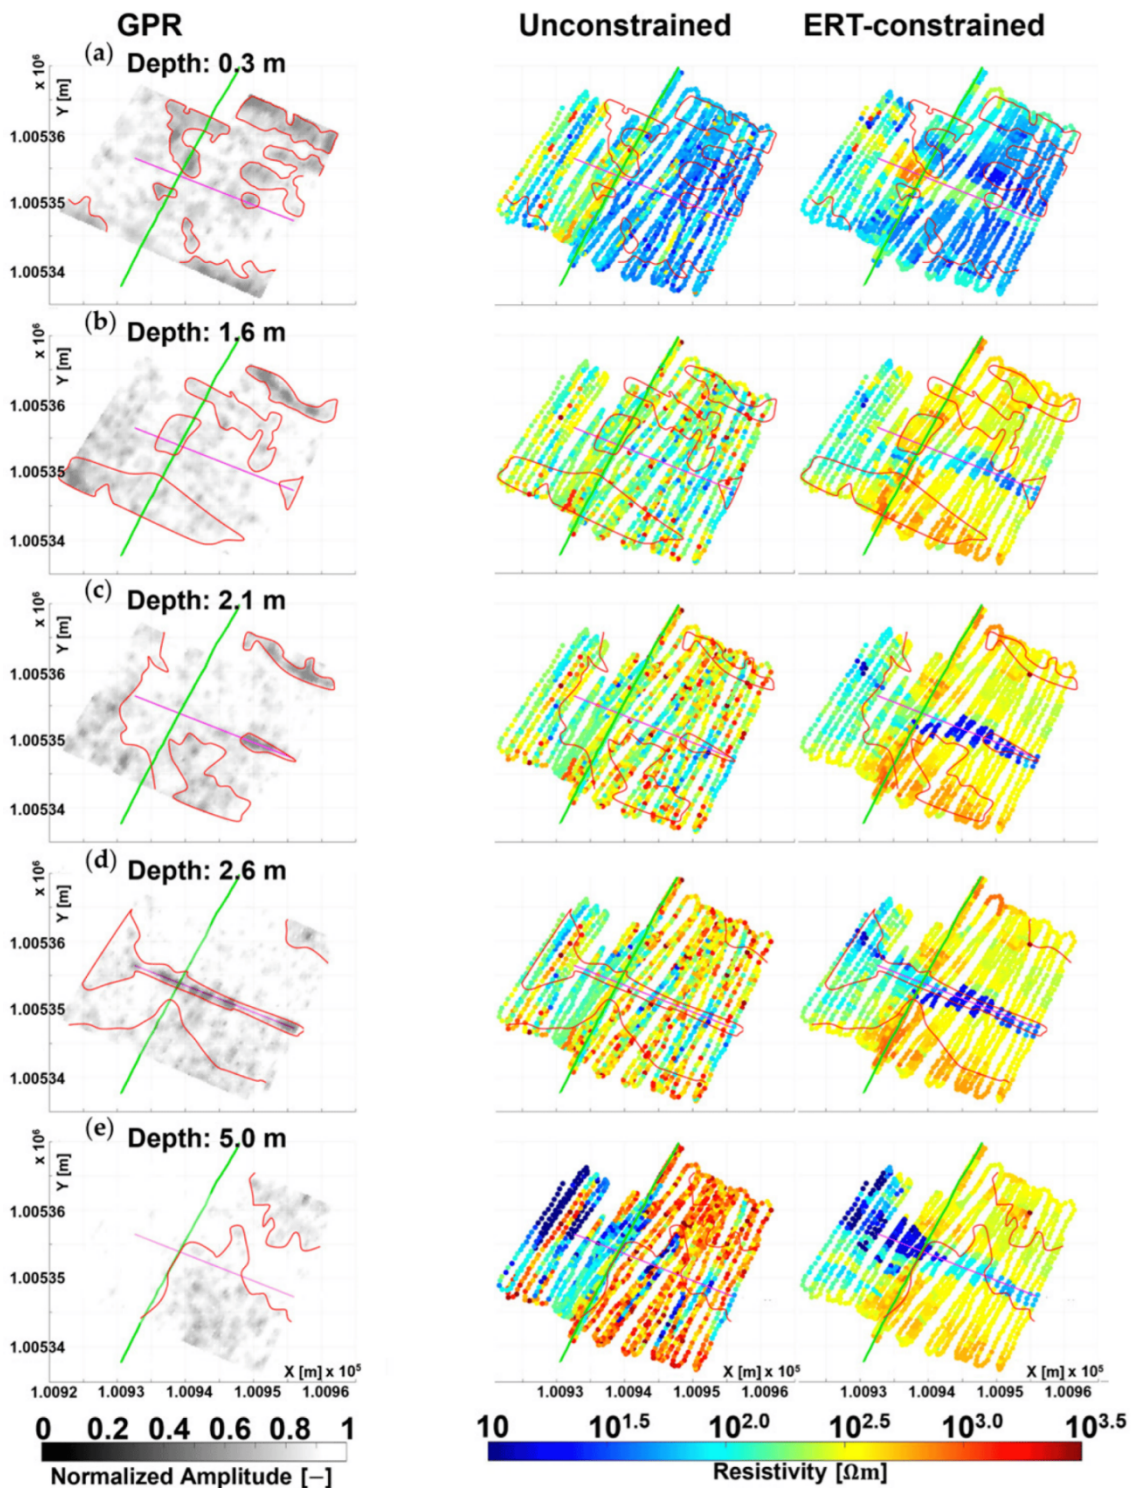 GPR Unconstrained ERT-constrained
(a) Depth: 0.3 m
x 10⁶
Y [m]
1.00536
1.00535
1.00534
(b) Depth: 1.6 m
x 10⁶
Y [m]
1.00536
1.00535
1.00534
(c) Depth: 2.1 m
x 10⁶
Y [m]
1.00536
1.00535
1.00534
(d) Depth: 2.6 m
x 10⁶
Y [m]
1.00536
1.00535
1.00534
(e) Depth: 5.0 m
x 10⁶
Y [m]
1.00536
1.00535
1.00534
X [m] x 10⁵ X [m] x 10⁵ X [m] x 10⁵
1.0092 1.0093 1.0094 1.0095 1.0096 1.0093 1.0094 1.0095 1.0096 1.0093 1.0094 1.0095 1.0096
0 0.2 0.4 0.6 0.8 1 10 10^1.5 10^2.0 10^2.5 10^3.0 10^3.5
Normalized Amplitude [–] Resistivity [Ωm]